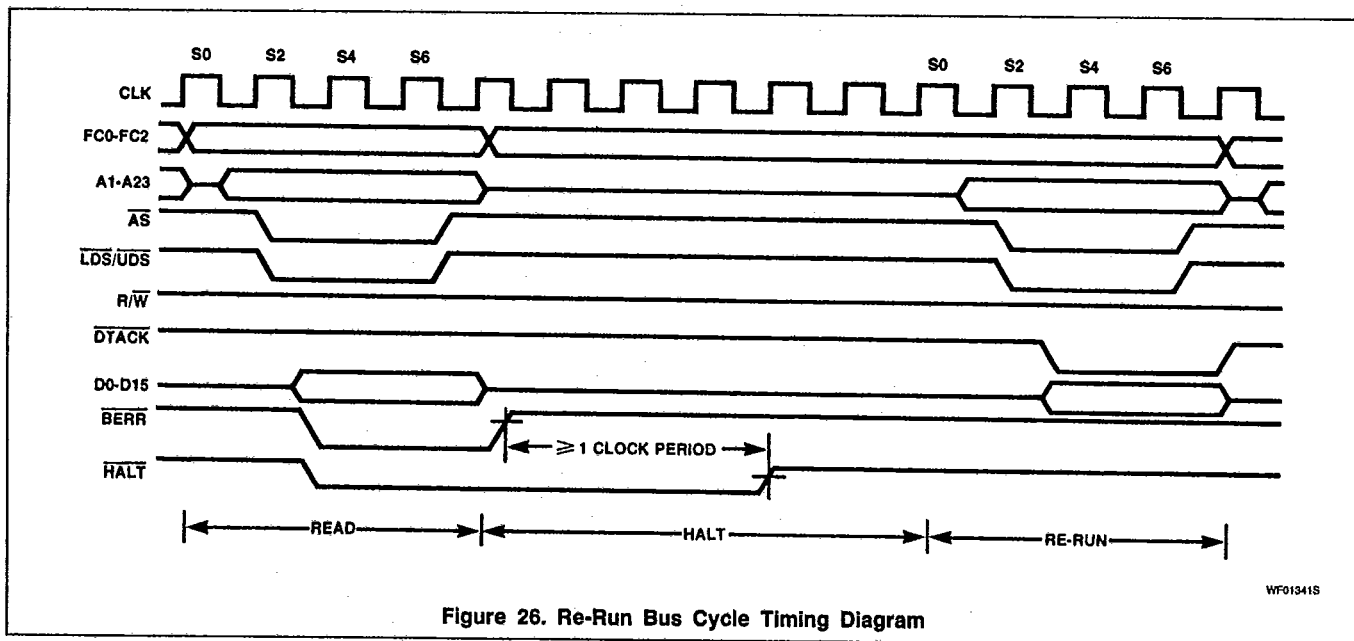 S0 S2 S4 S6 S0 S2 S4 S6
CLK
FC0-FC2
A1-A23
AS
LDS/UDS
R/W
DTACK
D0-D15
BERR
≥ 1 CLOCK PERIOD
HALT
READ HALT RE-RUN
WF01341S
Figure 26. Re-Run Bus Cycle Timing Diagram